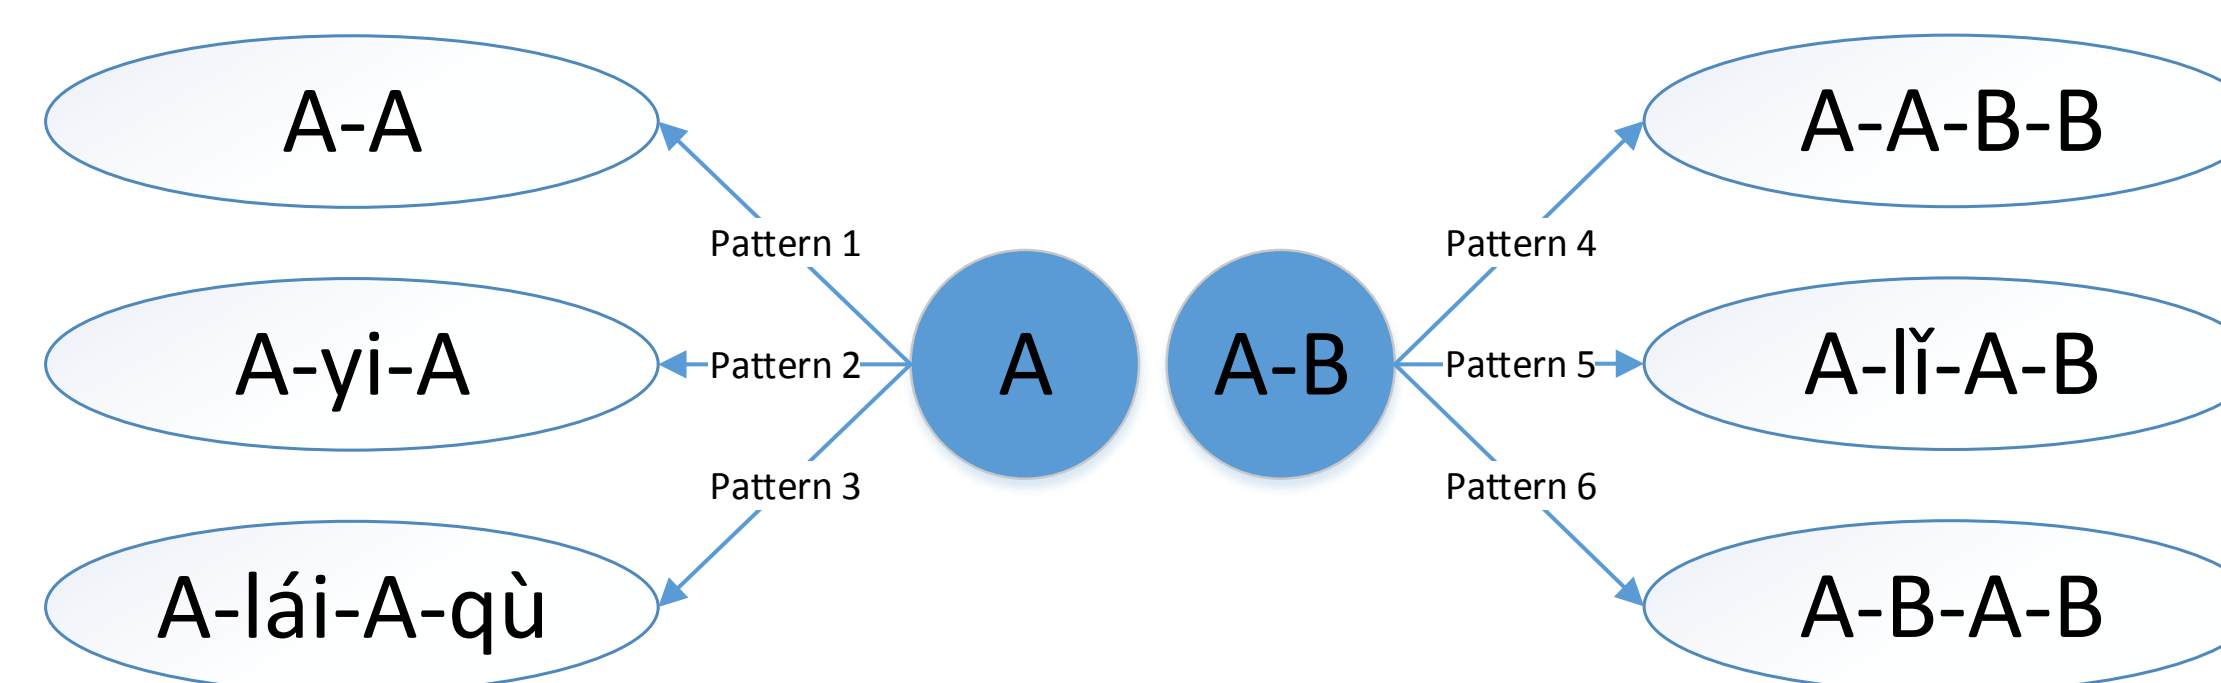 A-A
A-A-B-B
Pattern 1
Pattern 4
A-yi-A
Pattern 2
A
A-B
Pattern 5
A-lǐ-A-B
Pattern 3
Pattern 6
A-lái-A-qù
A-B-A-B